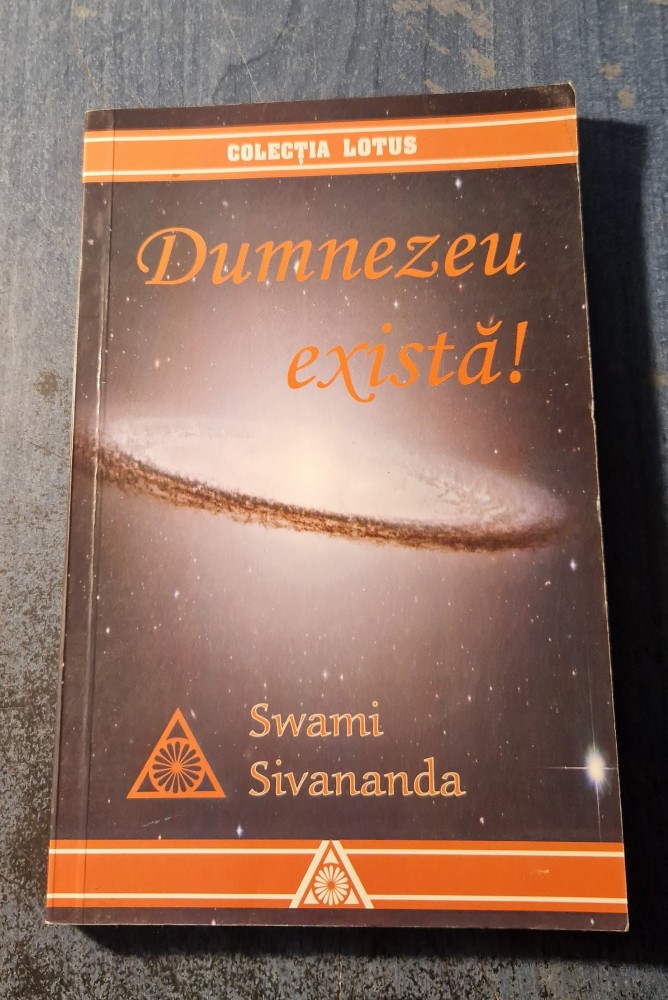 COLECȚIA LOTUS
Dumnezeu
există!
Swami
Sivananda